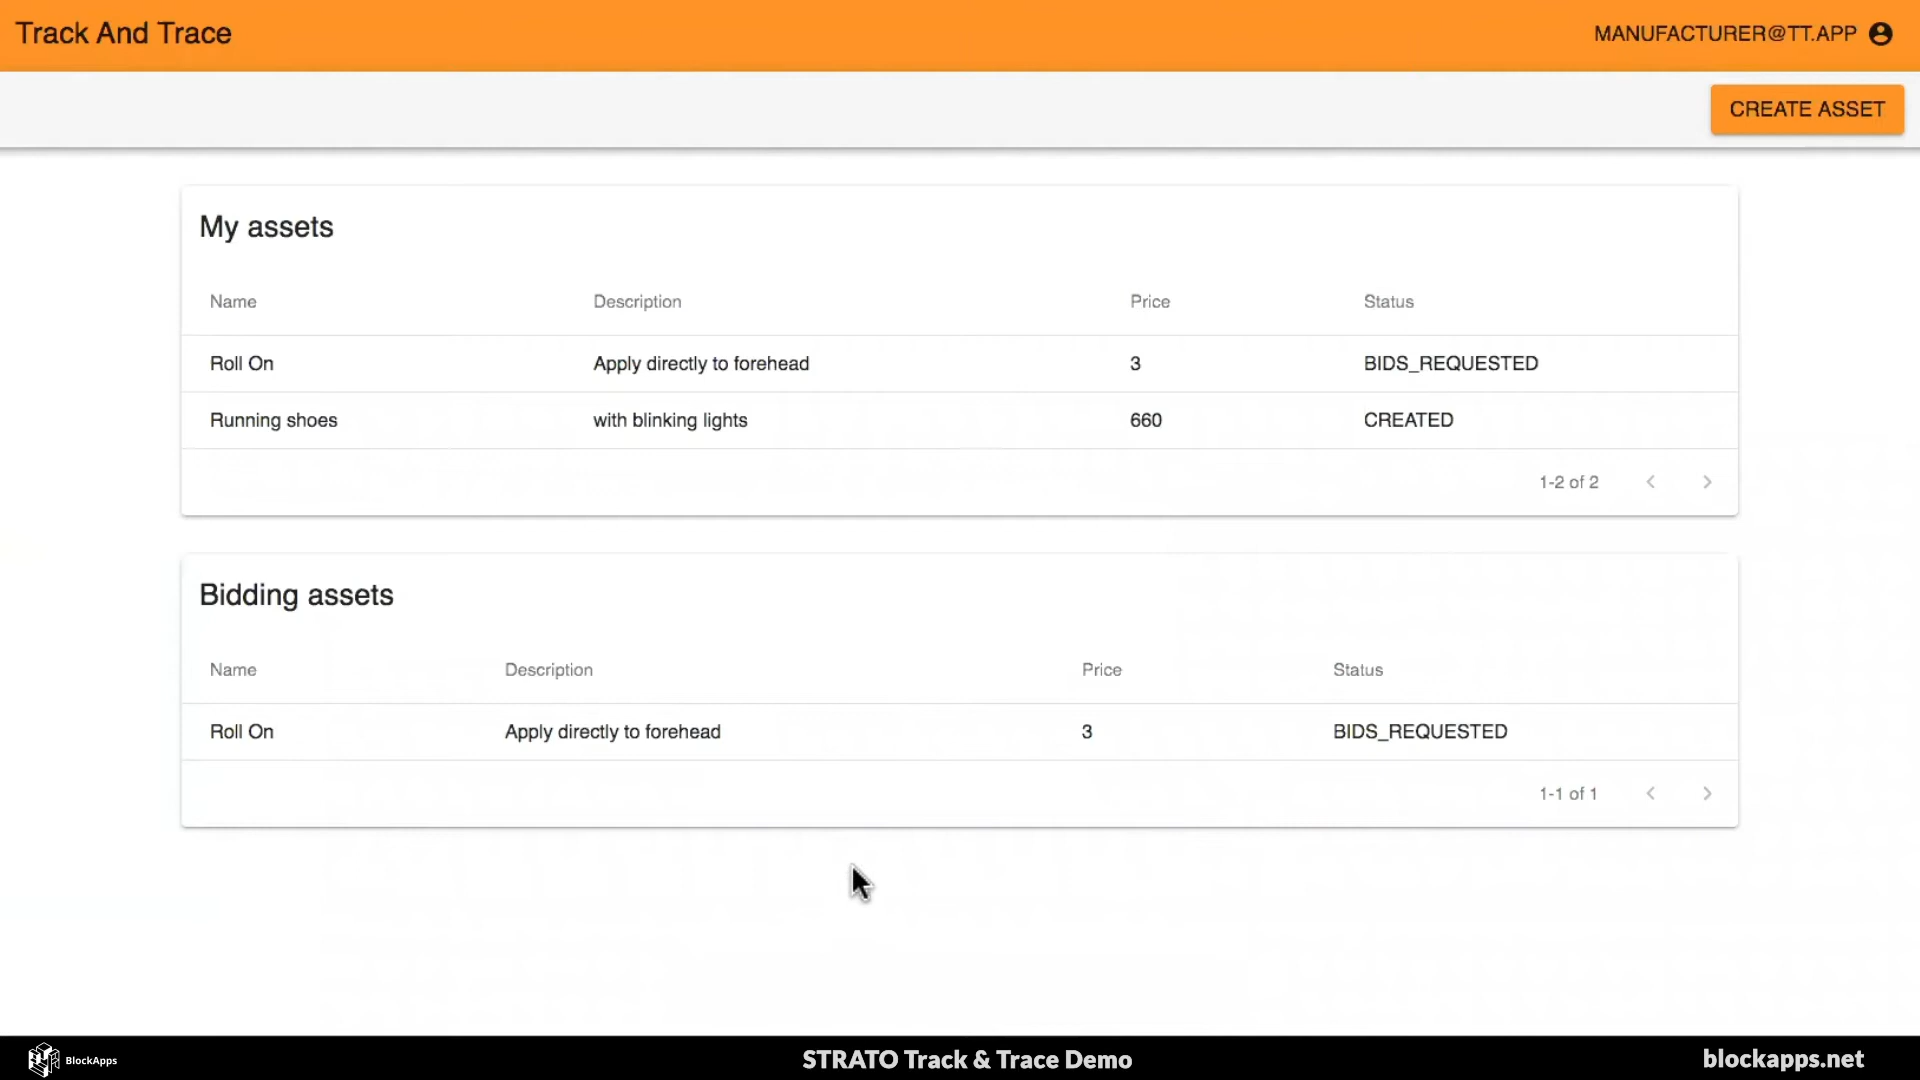 Track And Trace
MANUFACTURER@TT.APP
CREATE ASSET
My assets
Name Description Price Status
Roll On Apply directly to forehead 3 BIDS_REQUESTED
Running shoes with blinking lights 660 CREATED
1-2 of 2
Bidding assets
Name Description Price Status
Roll On Apply directly to forehead 3 BIDS_REQUESTED
1-1 of 1
BlockApps
STRATO Track & Trace Demo
blockapps.net